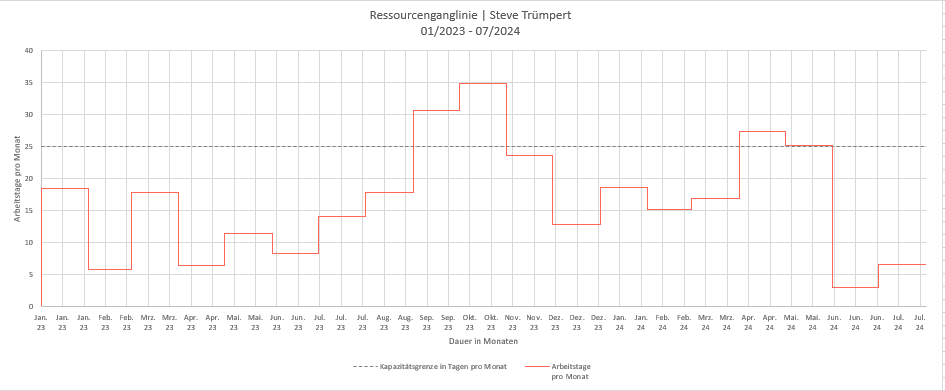 Ressourcenganglinie | Steve Trümpert
01/2023 - 07/2024
40
35
30
25
20
15
10
5
0
Arbeitstage pro Monat
Jan. Jan. Jan. Feb. Feb. Mrz. Mrz. Apr. Apr. Mai. Mai. Jun. Jun. Jul. Jul. Jul. Aug. Aug. Sep. Sep. Okt. Okt. Nov. Nov. Dez. Dez. Jan. Jan. Feb. Feb. Mrz. Mrz. Apr. Apr. Mai. Mai. Jun. Jun. Jun. Jul. Jul.
23 23 23 23 23 23 23 23 23 23 23 23 23 23 23 23 23 23 23 23 23 23 23 23 23 23 24 24 24 24 24 24 24 24 24 24 24 24 24 24 24
Dauer in Monaten
Kapazitätsgrenze in Tagen pro Monat
Arbeitstage
pro Monat